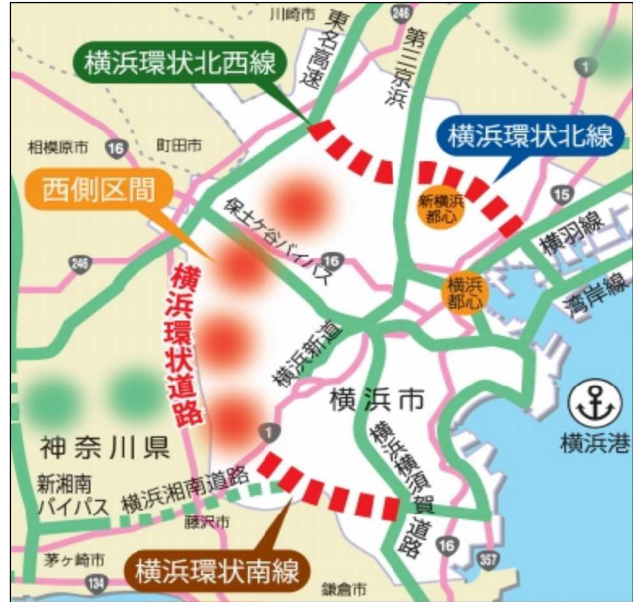 川崎市
246
東名高速
第三京浜
横浜環状北西線
1
相模原市
16
町田市
横浜環状北線
西側区間
15
新横浜
都心
保土ヶ谷バイパス
16
横羽線
246
横浜
都心
湾岸線
横浜環状道路
横浜新道
横浜市
横浜港
1
神奈川県
横浜横須賀道路
新湘南
バイパス
横浜湘南道路
藤沢市
16
357
茅ヶ崎市
横浜環状南線
134
鎌倉市